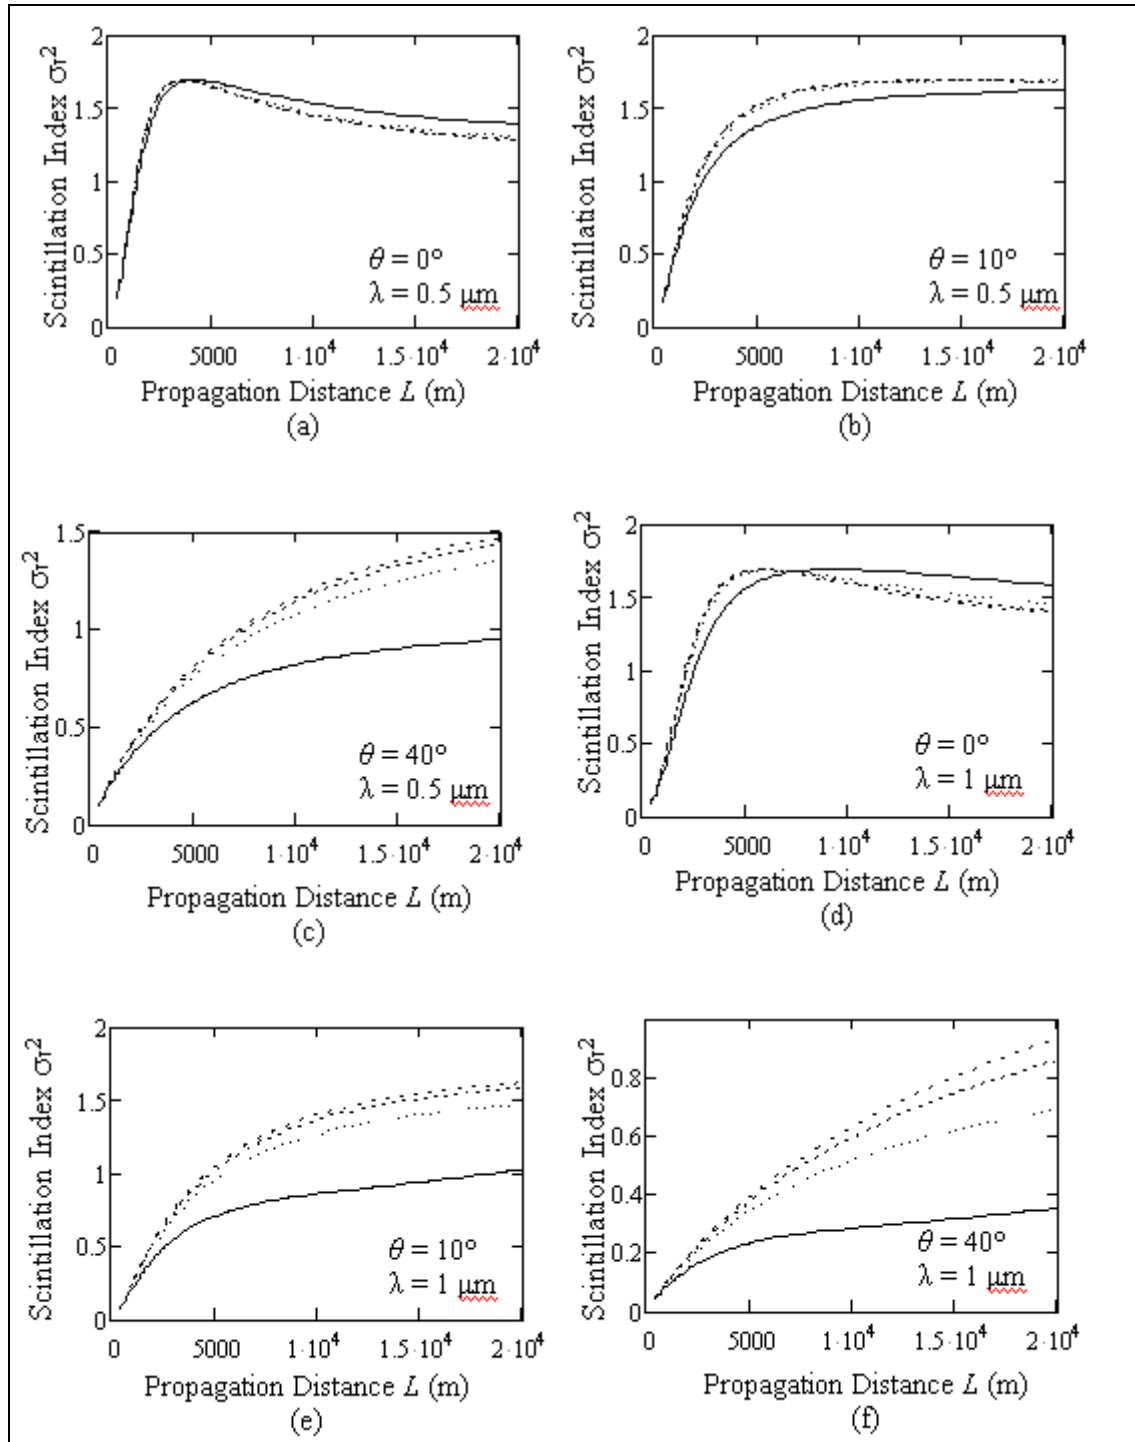 2
1.5
1
0.5
0
Scintillation Index σr²
θ = 0°
λ = 0.5 μm
0 5000 1·10⁴ 1.5·10⁴ 2·10⁴
Propagation Distance L (m)
(a)
2
1.5
1
0.5
0
Scintillation Index σr²
θ = 10°
λ = 0.5 μm
0 5000 1·10⁴ 1.5·10⁴ 2·10⁴
Propagation Distance L (m)
(b)
1.5
1
0.5
0
Scintillation Index σr²
θ = 40°
λ = 0.5 μm
0 5000 1·10⁴ 1.5·10⁴ 2·10⁴
Propagation Distance L (m)
(c)
2
1.5
1
0.5
0
Scintillation Index σr²
θ = 0°
λ = 1 μm
0 5000 1·10⁴ 1.5·10⁴ 2·10⁴
Propagation Distance L (m)
(d)
2
1.5
1
0.5
0
Scintillation Index σr²
θ = 10°
λ = 1 μm
0 5000 1·10⁴ 1.5·10⁴ 2·10⁴
Propagation Distance L (m)
(e)
0.8
0.6
0.4
0.2
0
Scintillation Index σr²
θ = 40°
λ = 1 μm
0 5000 1·10⁴ 1.5·10⁴ 2·10⁴
Propagation Distance L (m)
(f)